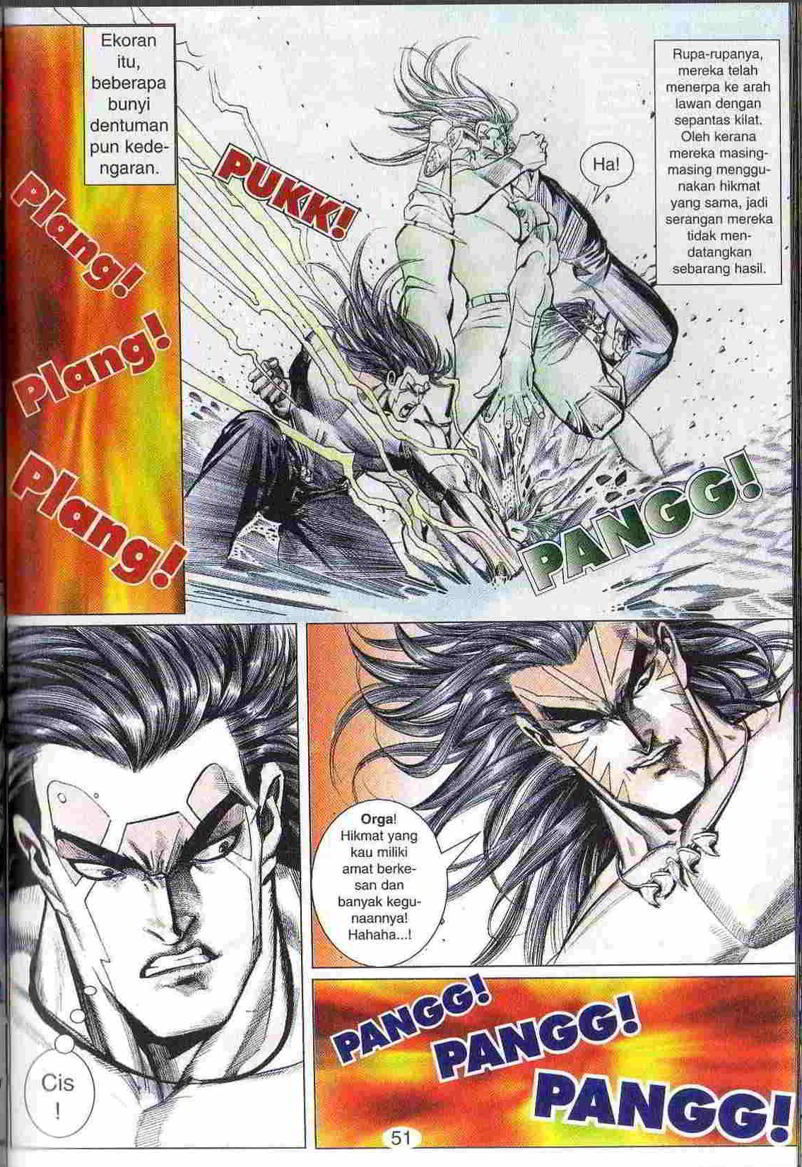 Ekoran
itu,
beberapa
bunyi
dentuman
pun kede-
ngaran.
Plang!
Plang!
Plang!
PUKK!
Ha!
Rupa-rupanya,
mereka telah
menerpa ke arah
lawan dengan
sepantas kilat.
Oleh kerana
mereka masing-
masing menggu-
nakan hikmat
yang sama, jadi
serangan mereka
tidak men-
datangkan
sebarang hasil.
PANGG!
Cis
!
Orga!
Hikmat yang
kau miliki
amat berke-
san dan
banyak kegu-
naannya!
Hahaha...!
PANGG!
PANGG!
PANGG!
51